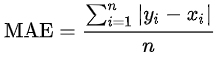 MAE = \frac{\sum_{i=1}^{n} |y_i - x_i|}{n}